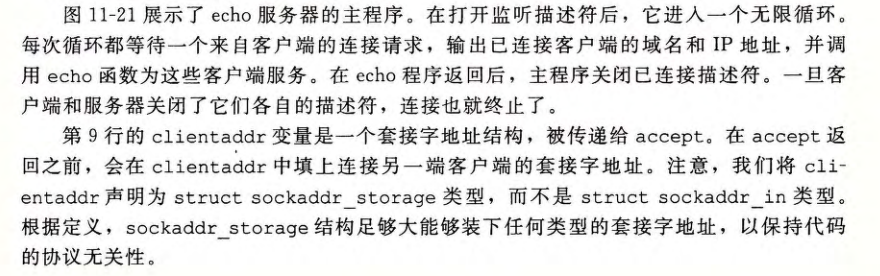 图 11-21 展示了 echo 服务器的主程序。在打开监听描述符后，它进入一个无限循环。
每次循环都等待一个来自客户端的连接请求，输出已连接客户端的域名和 IP 地址，并调
用 echo 函数为这些客户端服务。在 echo 程序返回后，主程序关闭已连接描述符。一旦客
户端和服务器关闭了它们各自的描述符，连接也就终止了。
第 9 行的 clientaddr 变量是一个套接字地址结构，被传递给 accept。在 accept 返
回之前，会在 clientaddr 中填上连接另一端客户端的套接字地址。注意，我们将 cli-
entaddr 声明为 struct sockaddr_storage 类型，而不是 struct sockaddr_in 类型。
根据定义，sockaddr_storage 结构足够大能够装下任何类型的套接字地址，以保持代码
的协议无关性。